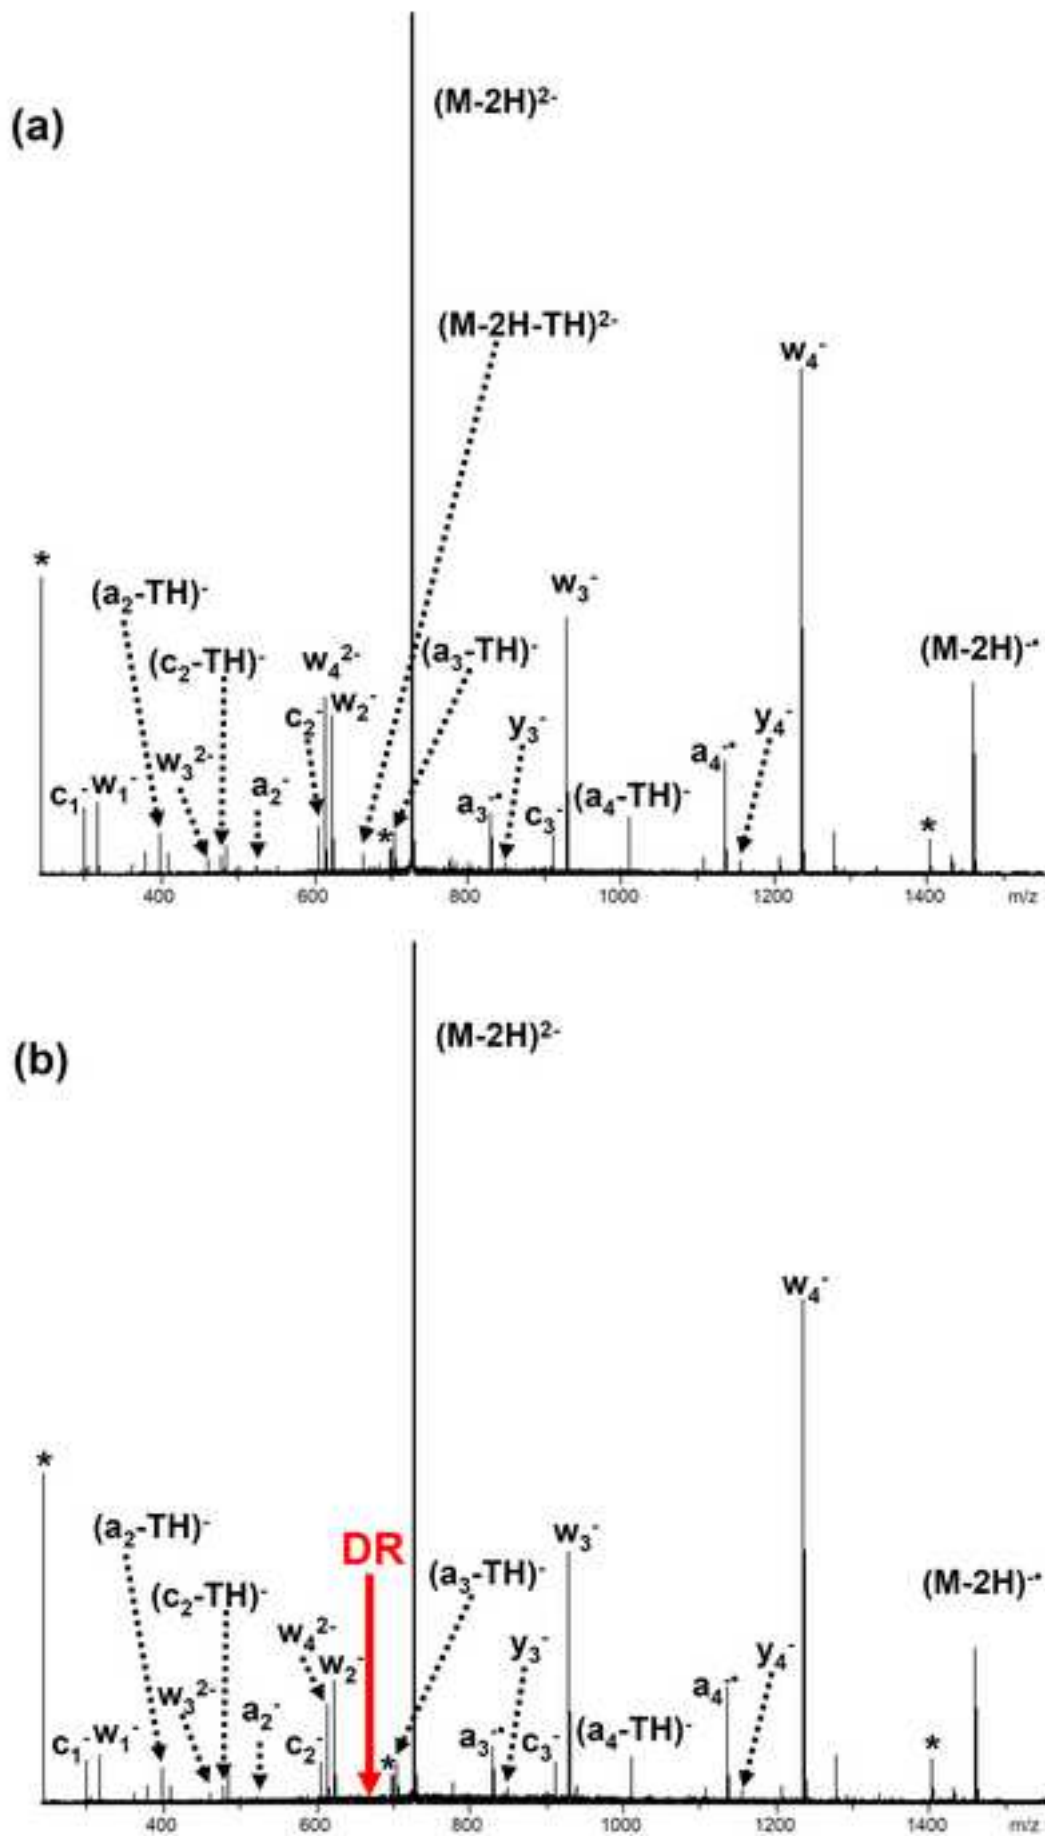 (a)
(M-2H)²⁻
(M-2H-TH)²⁻
w₄⁻
*
(a₂-TH)⁻
w₃⁻
(c₂-TH)⁻
w₄²⁻
(a₃-TH)⁻
(M-2H)⁻•
c₂⁻
w₂⁻
y₃⁻
y₄⁻
w₃²⁻
a₂⁻
a₄⁻•
c₁⁻
w₁⁻
*
a₃⁻•
c₃⁻
(a₄-TH)⁻
*
400 600 800 1000 1200 1400 m/z
(b)
(M-2H)²⁻
w₄⁻
*
(a₂-TH)⁻
DR
w₃⁻
(c₂-TH)⁻
(a₃-TH)⁻
(M-2H)⁻•
w₄²⁻
w₂⁻
y₃⁻
y₄⁻
w₃²⁻
a₂⁻
a₄⁻•
c₁⁻
w₁⁻
c₂⁻
*
a₃⁻•
c₃⁻
(a₄-TH)⁻
*
400 600 800 1000 1200 1400 m/z